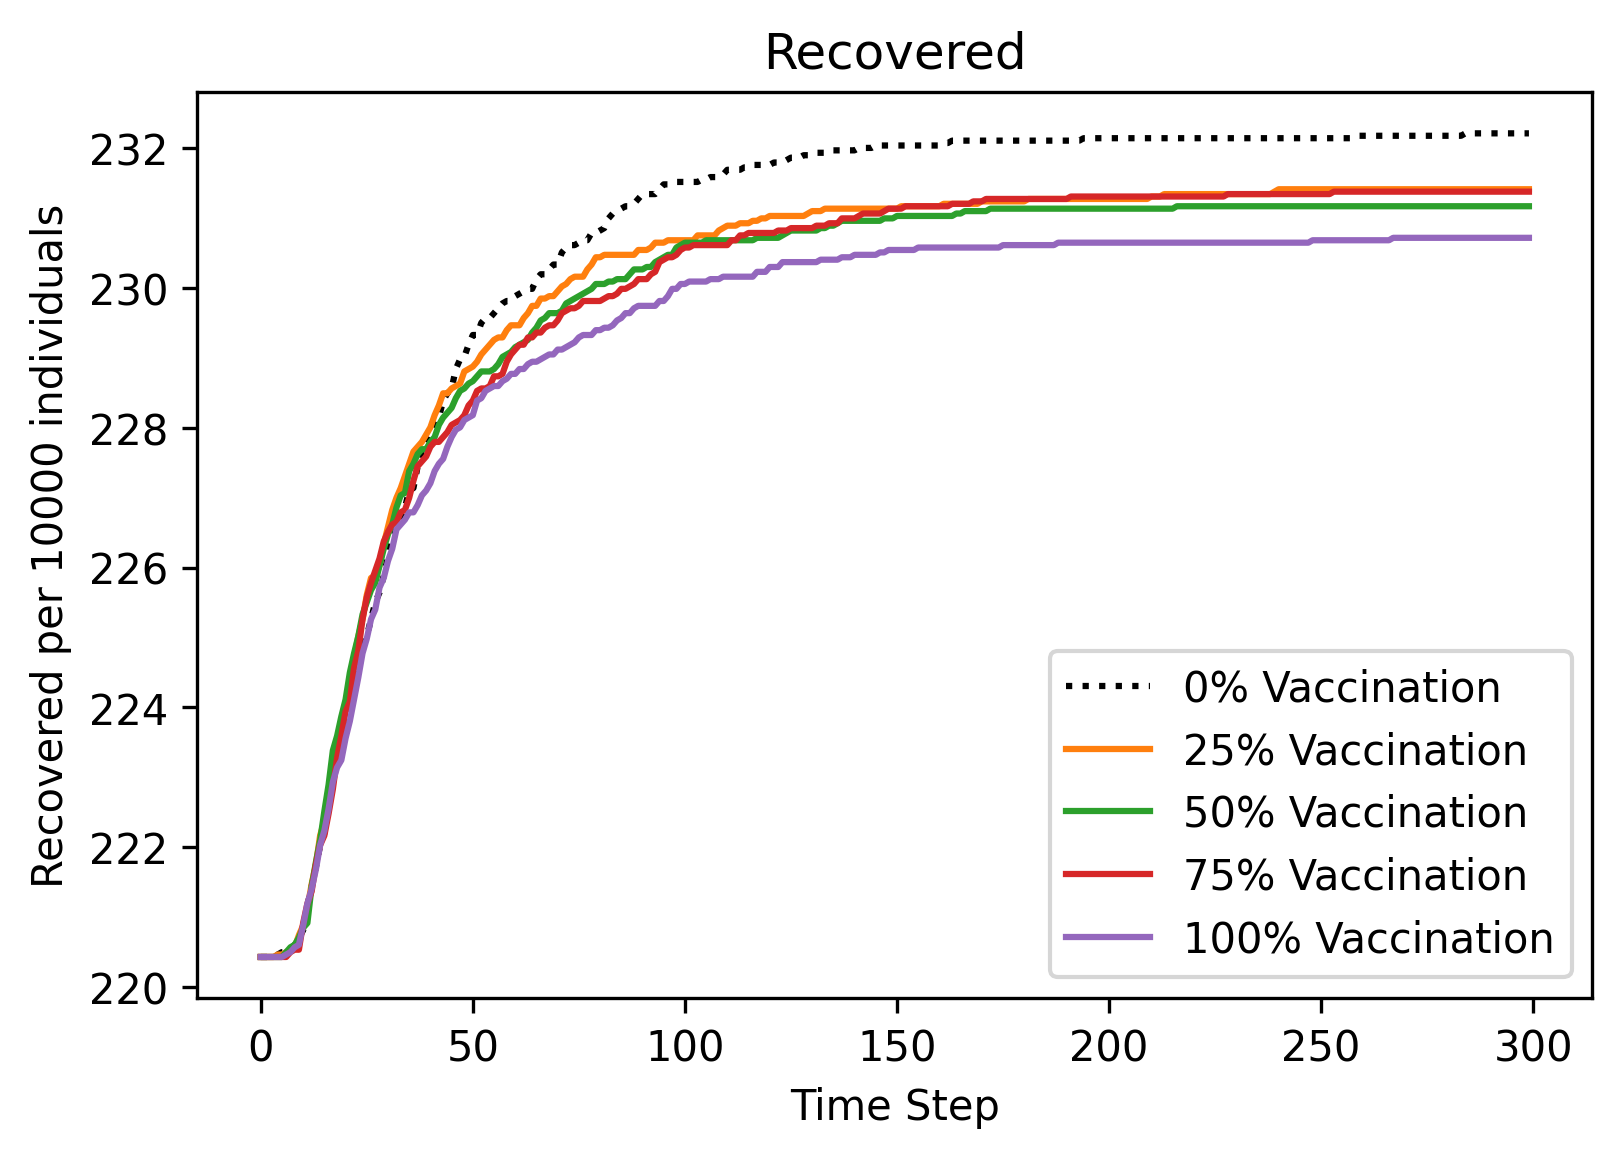 Recovered
Recovered per 10000 individuals
232
230
228
226
224
222
220
0% Vaccination
25% Vaccination
50% Vaccination
75% Vaccination
100% Vaccination
0 50 100 150 200 250 300
Time Step